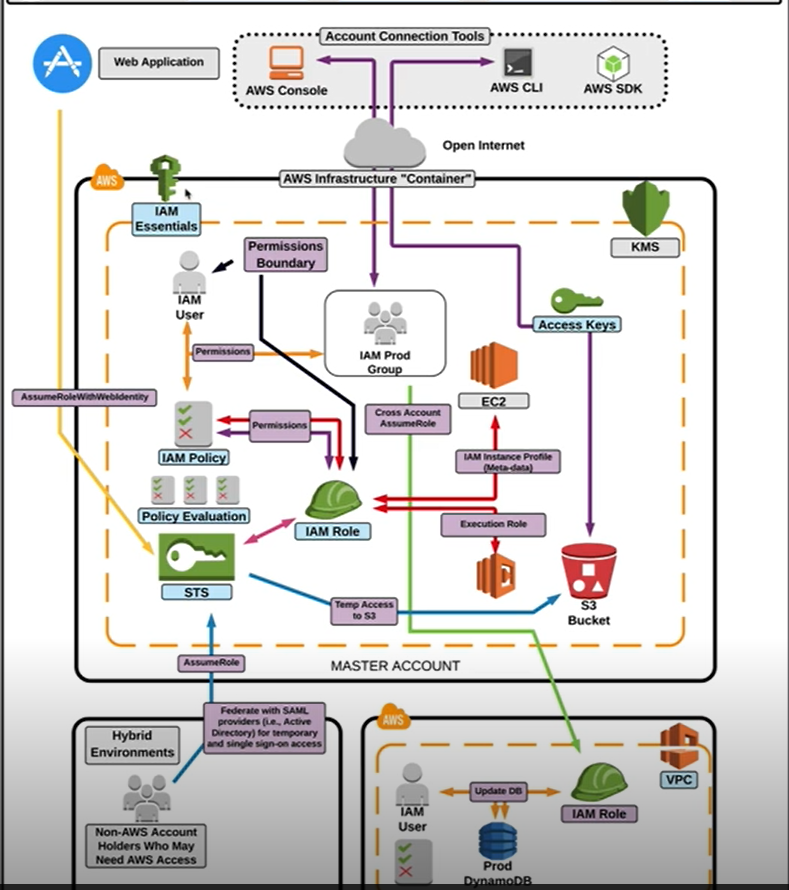 Account Connection Tools
Web Application
AWS Console
AWS CLI
AWS SDK
Open Internet
AWS
AWS Infrastructure "Container"
IAM
Essentials
KMS
Permissions
Boundary
IAM
User
Access Keys
Permissions
IAM Prod
Group
AssumeRoleWithWebIdentity
EC2
Cross Account
AssumeRole
Permissions
IAM Policy
IAM Instance Profile
(Meta-data)
Policy Evaluation
IAM Role
Execution Role
STS
Temp Access
to S3
S3
Bucket
AssumeRole
MASTER ACCOUNT
Federate with SAML
providers (i.e., Active
Directory) for temporary
and single sign-on access
Hybrid
Environments
AWS
VPC
Update DB
IAM
User
IAM Role
Non-AWS Account
Holders Who May
Need AWS Access
Prod
DynamoDB